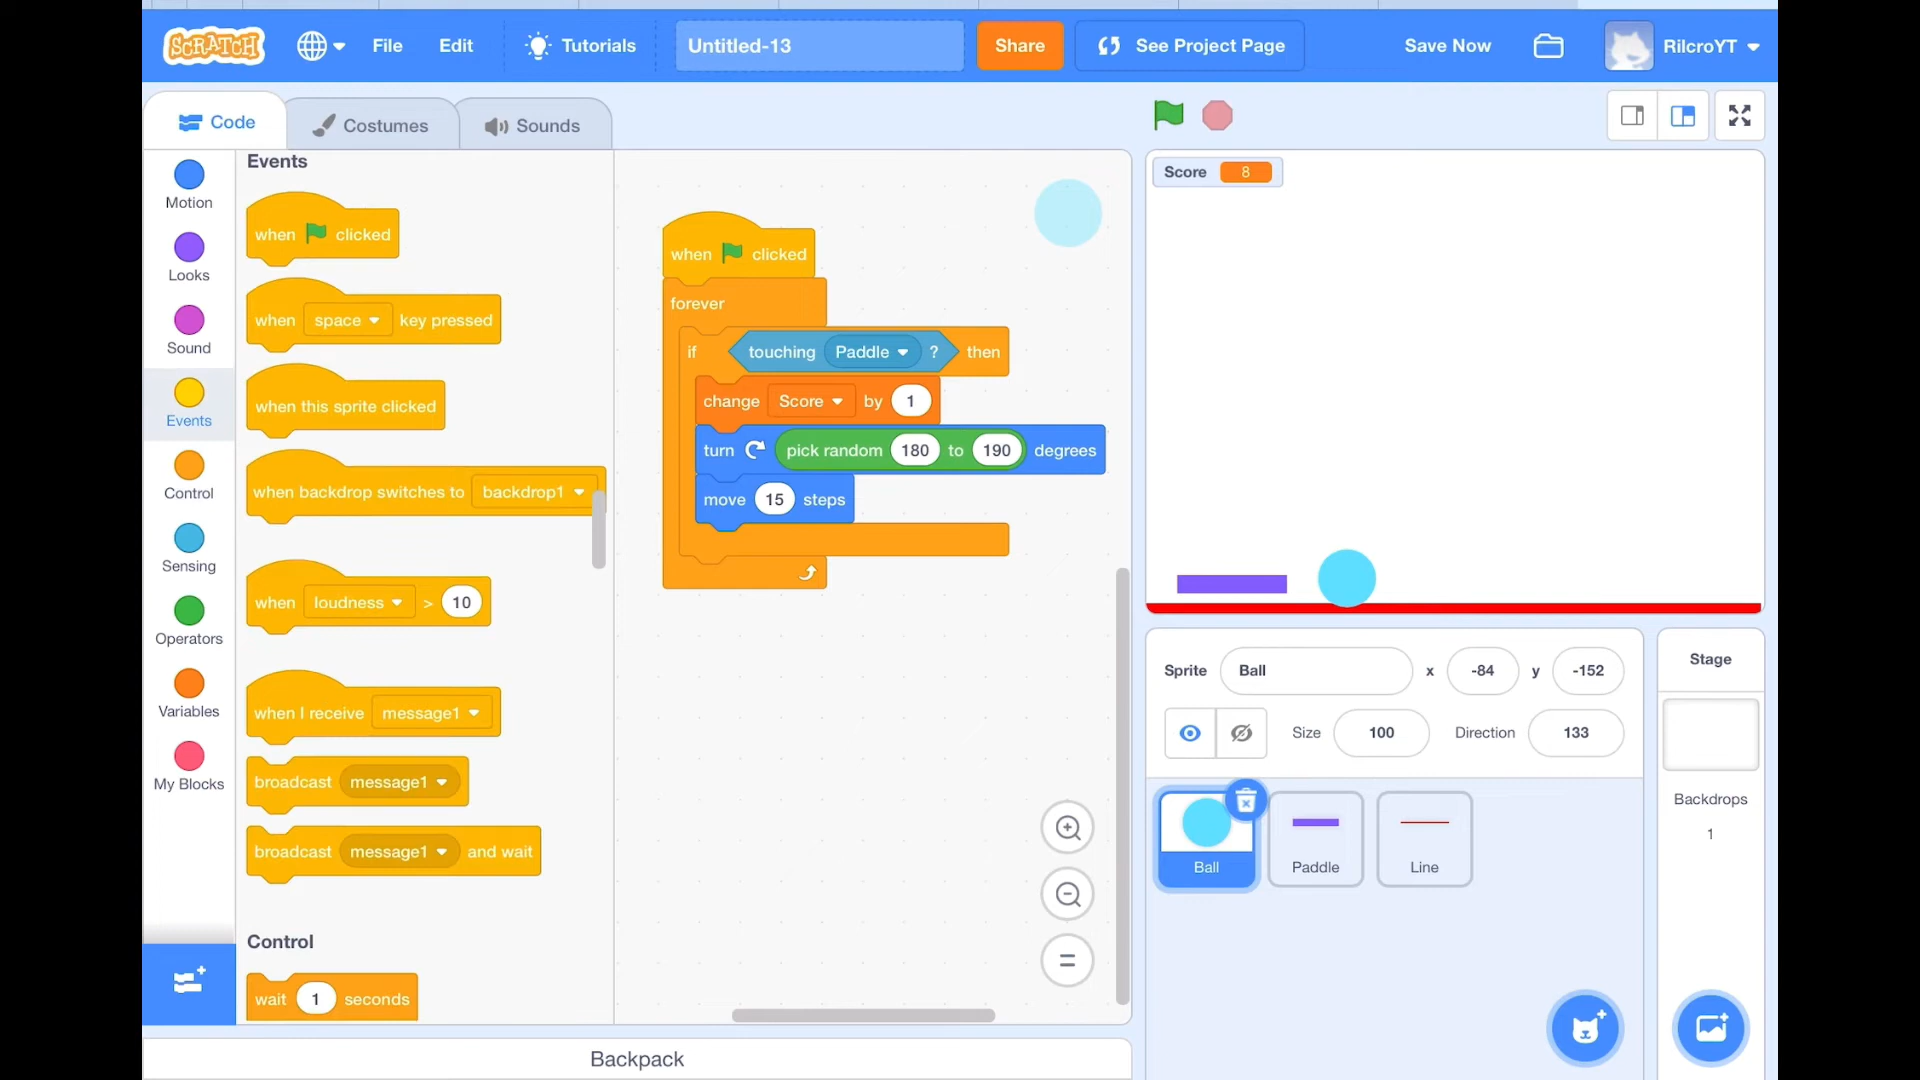 SCRATCH
File
Edit
Tutorials
Untitled-13
Share
See Project Page
Save Now
RilcroYT
Code
Costumes
Sounds
Motion
Looks
Sound
Events
Control
Sensing
Operators
Variables
My Blocks
Events
when clicked
when space key pressed
when this sprite clicked
when backdrop switches to backdrop1
when loudness > 10
when I receive message1
broadcast message1
broadcast message1 and wait
Control
wait 1 seconds
when clicked
forever
if touching Paddle ? then
change Score by 1
turn pick random 180 to 190 degrees
move 15 steps
Score 8
Sprite Ball x -84 y -152
Size 100 Direction 133
Ball
Paddle
Line
Stage
Backdrops
1
Backpack